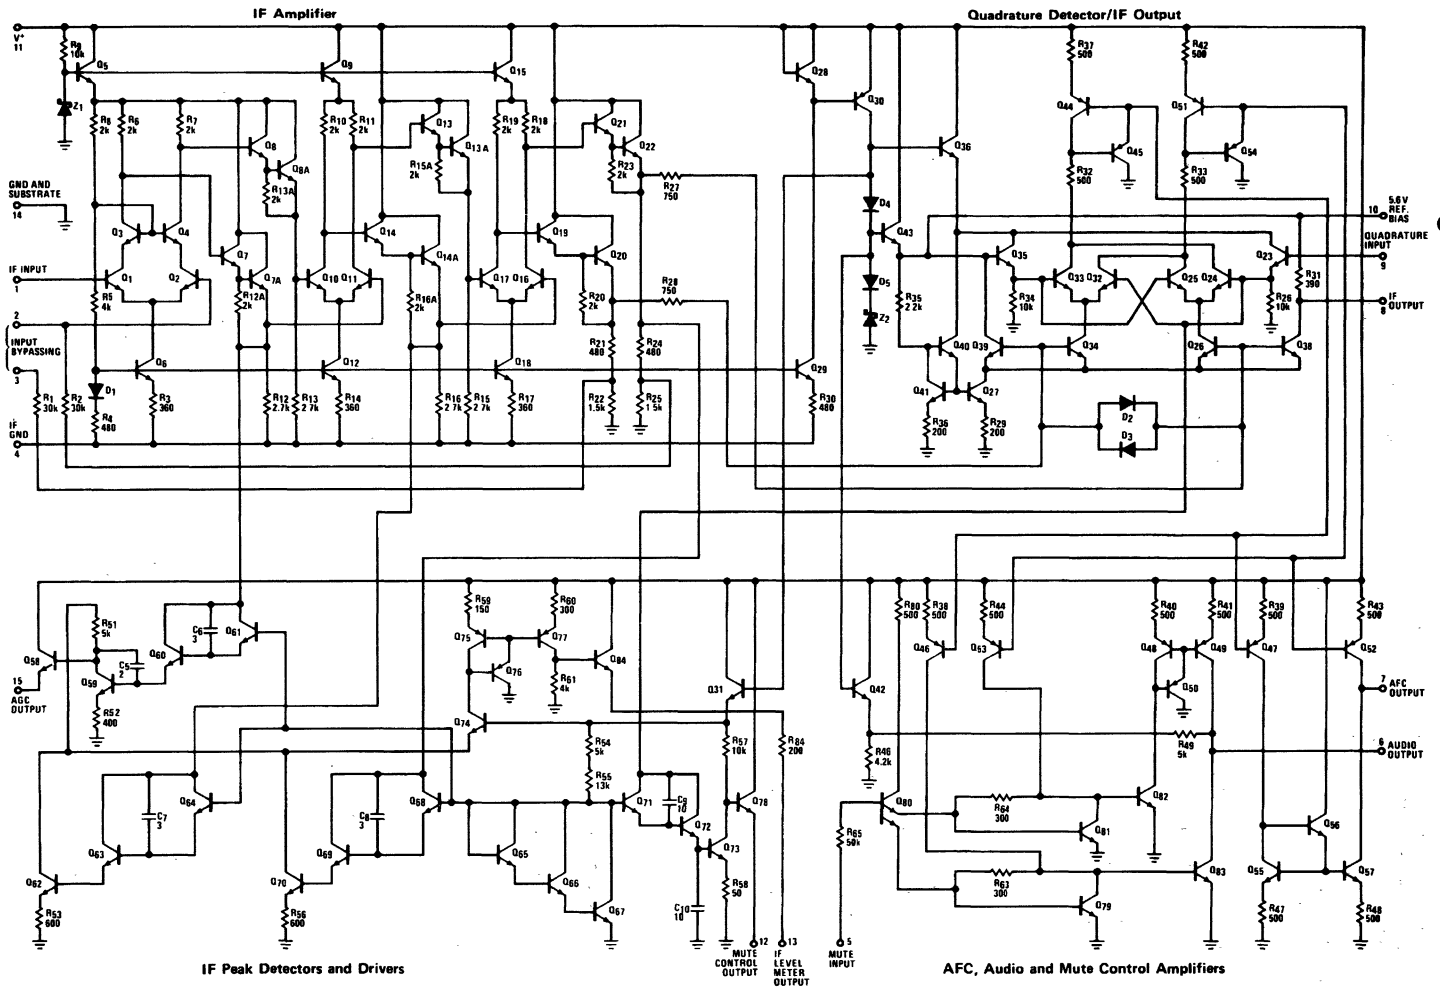 IF Amplifier
Quadrature Detector/IF Output
V+
11
R9
10k
Q5
Q9
Q15
Z1
R8
2k
R6
2k
R7
2k
Q8
Q8A
R13A
2k
R10
2k
R11
2k
Q13
Q13A
R15A
2k
R19
2k
R18
2k
Q21
Q22
R23
2k
R27
750
Q28
Q30
Q36
R37
500
R42
500
Q44
Q45
Q51
Q54
R32
500
R33
500
GND AND
SUBSTRATE
14
Q3
Q4
Q7
Q7A
Q14
Q14A
Q19
Q20
D4
Q43
Q35
Q23
10
5.6V
REF.
BIAS
QUADRATURE
INPUT
9
IF INPUT
1
Q1
Q2
R5
4k
R12A
2k
Q10
Q11
R16A
2k
Q17
Q16
R20
2k
R28
750
D5
Z2
R35
2 2k
R34
10k
Q33
Q32
Q25
Q24
R26
10k
R31
390
IF
OUTPUT
8
2
INPUT
BYPASSING
3
Q6
Q12
Q18
R21
480
R24
480
Q29
Q40
Q39
Q34
Q26
Q38
R1
30k
R2
30k
D1
R4
480
R3
360
R12
2.7k
R13
2 7k
R14
360
R16
2 7k
R15
2 7k
R17
360
R22
1.5k
R25
1 5k
R30
480
Q41
Q27
R36
200
R29
200
D2
D3
IF
GND
4
R51
5k
C6
3
Q61
Q60
C5
2
Q58
Q59
R52
400
15
AGC
OUTPUT
R59
150
R60
300
Q75
Q77
Q76
R61
4k
Q84
Q74
Q31
Q42
R80
500
R38
500
R44
500
Q46
Q53
R40
500
R41
500
Q48
Q49
Q50
R39
500
Q47
R43
500
Q52
7
AFC
OUTPUT
R54
5k
R55
13k
R57
10k
R84
200
R46
4.2k
R49
5k
6
AUDIO
OUTPUT
C7
3
Q64
Q63
Q62
R53
600
C8
3
Q68
Q69
Q70
R56
600
Q65
Q66
Q67
Q71
C9
10
Q72
Q73
Q78
R58
50
C10
10
Q80
R65
50k
R64
300
Q81
Q82
R63
300
Q79
Q83
Q56
Q55
Q57
R47
500
R48
500
12
MUTE
CONTROL
OUTPUT
13
IF
LEVEL
METER
OUTPUT
5
MUTE
INPUT
IF Peak Detectors and Drivers
AFC, Audio and Mute Control Amplifiers